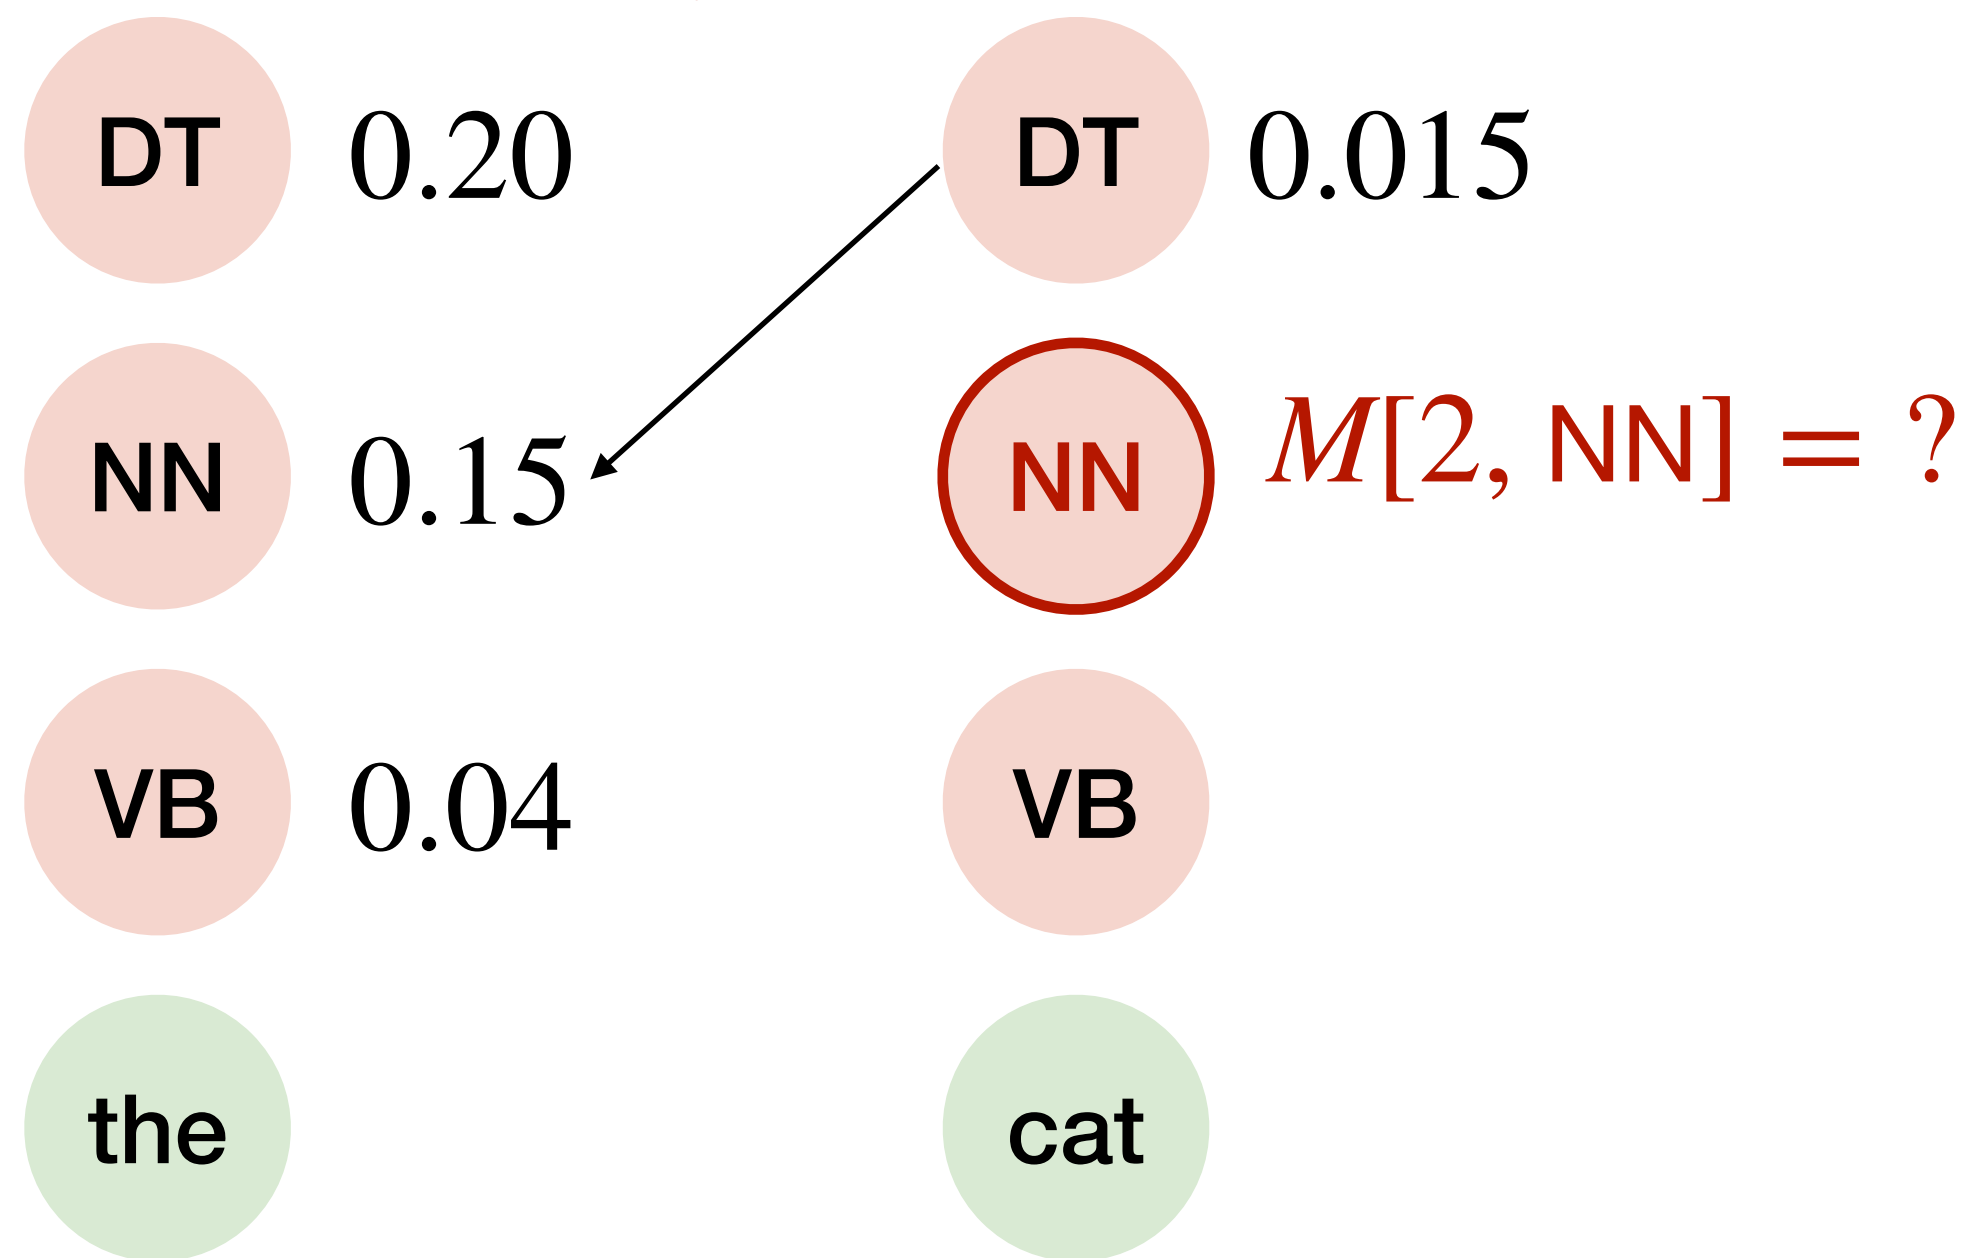 DT 0.20 DT 0.015
NN 0.15 NN M[2, NN] = ?
VB 0.04 VB
the cat